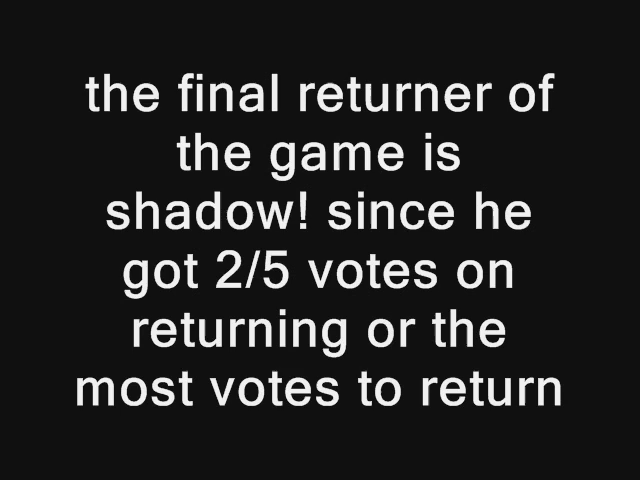 the final returner of
the game is
shadow! since he
got 2/5 votes on
returning or the
most votes to return